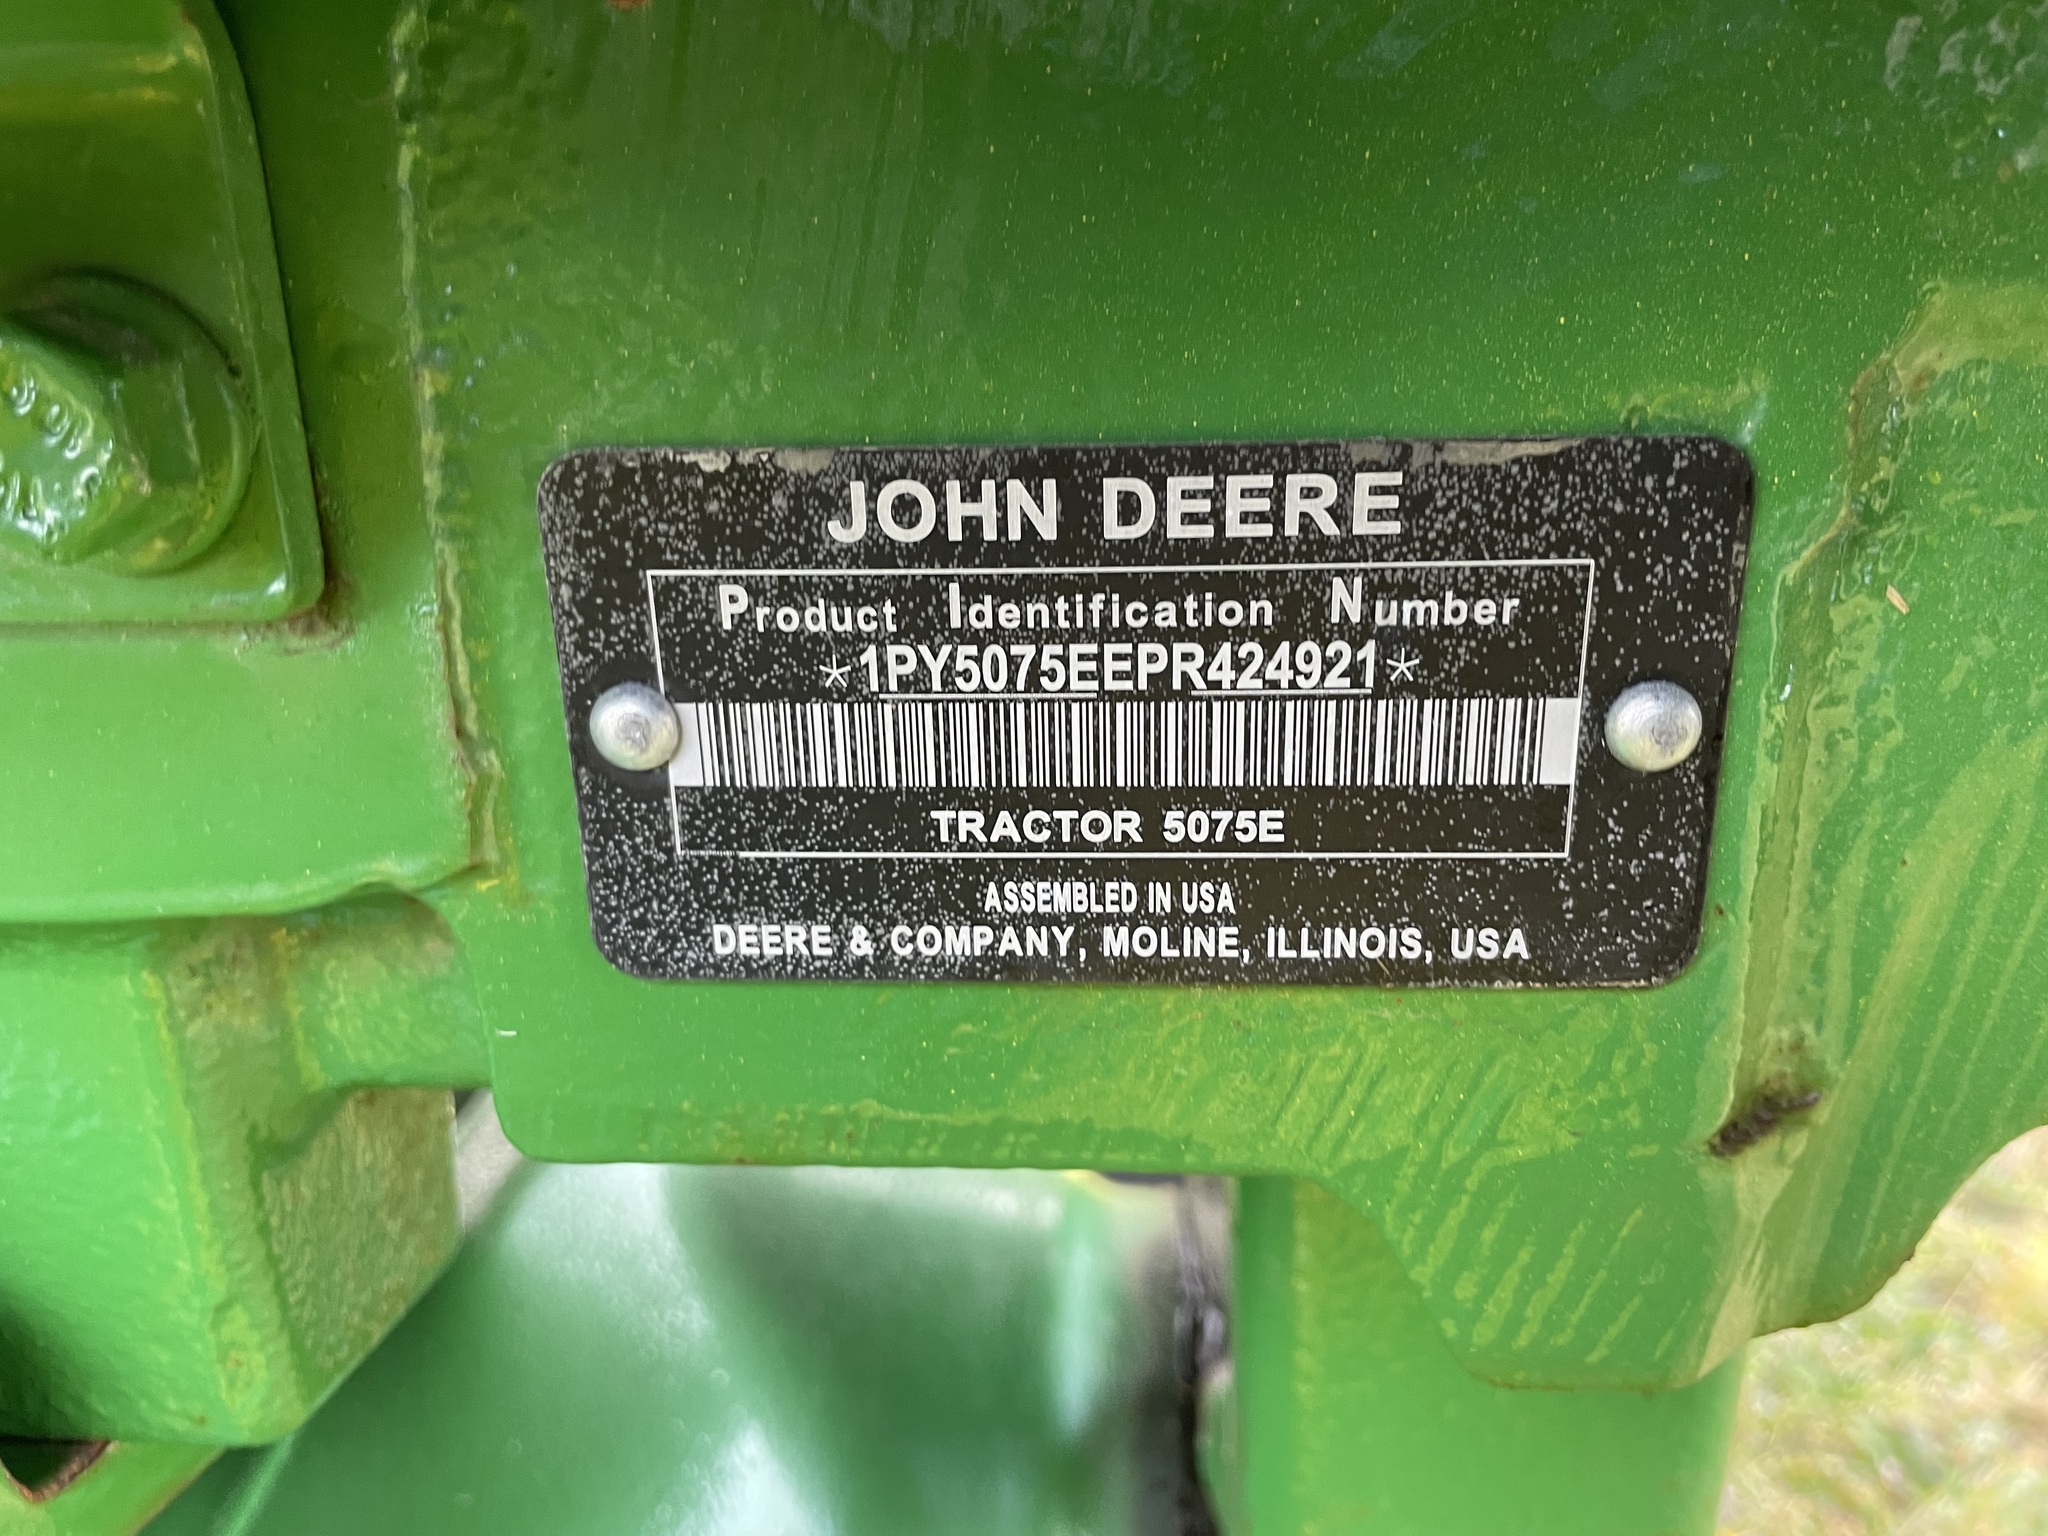 JOHN DEERE
Product Identification Number
*1PY5075EEPR424921*
TRACTOR 5075E
ASSEMBLED IN USA
DEERE & COMPANY, MOLINE, ILLINOIS, USA